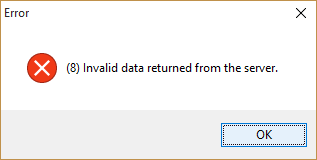 Error
(8) Invalid data returned from the server.
OK